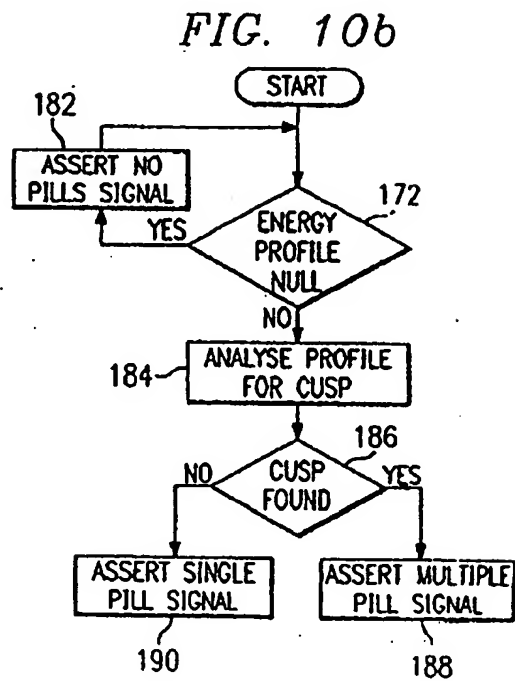 FIG. 10b
START
182
ASSERT NO
PILLS SIGNAL
YES
172
ENERGY
PROFILE
NULL
NO
184
ANALYSE PROFILE
FOR CUSP
186
NO
CUSP
FOUND
YES
ASSERT SINGLE
PILL SIGNAL
190
ASSERT MULTIPLE
PILL SIGNAL
188